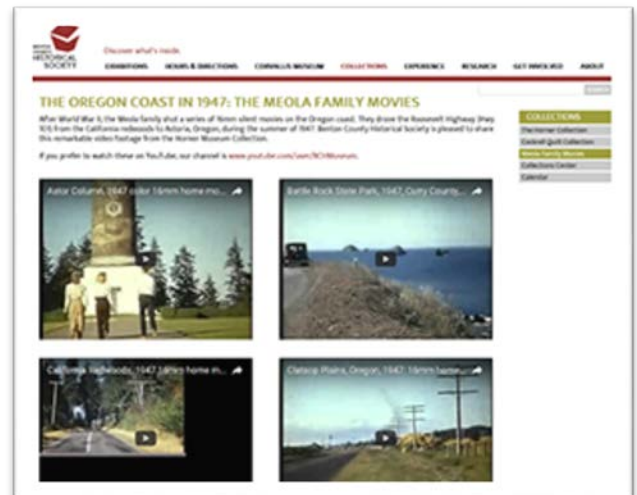 BENTON
COUNTY
HISTORICAL
SOCIETY
Discover what's inside.
EXHIBITIONS HOURS & DIRECTIONS CORVALLIS MUSEUM COLLECTIONS EXPERIENCE RESEARCH GET INVOLVED ABOUT
SEARCH
THE OREGON COAST IN 1947: THE MEOLA FAMILY MOVIES
After World War II, the Meola family shot a series of 16mm silent movies on the Oregon coast. They drove the Roosevelt Highway (Hwy
101) from the California redwoods to Astoria, Oregon, during the summer of 1947. Benton County Historical Society is pleased to share
this remarkable video footage from the Horner Museum Collection.
If you prefer to watch these on YouTube, our channel is www.youtube.com/user/BCHMuseum.
COLLECTIONS
The Horner Collection
Cockrell Quilt Collection
Meola Family Movies
Collections Center
Calendar
Astor Column, 1947 color 16mm home mo...
Battle Rock State Park, 1947, Curry County,...
California Redwoods, 1947 16mm home m...
Clatsop Plains, Oregon, 1947: 16mm home...